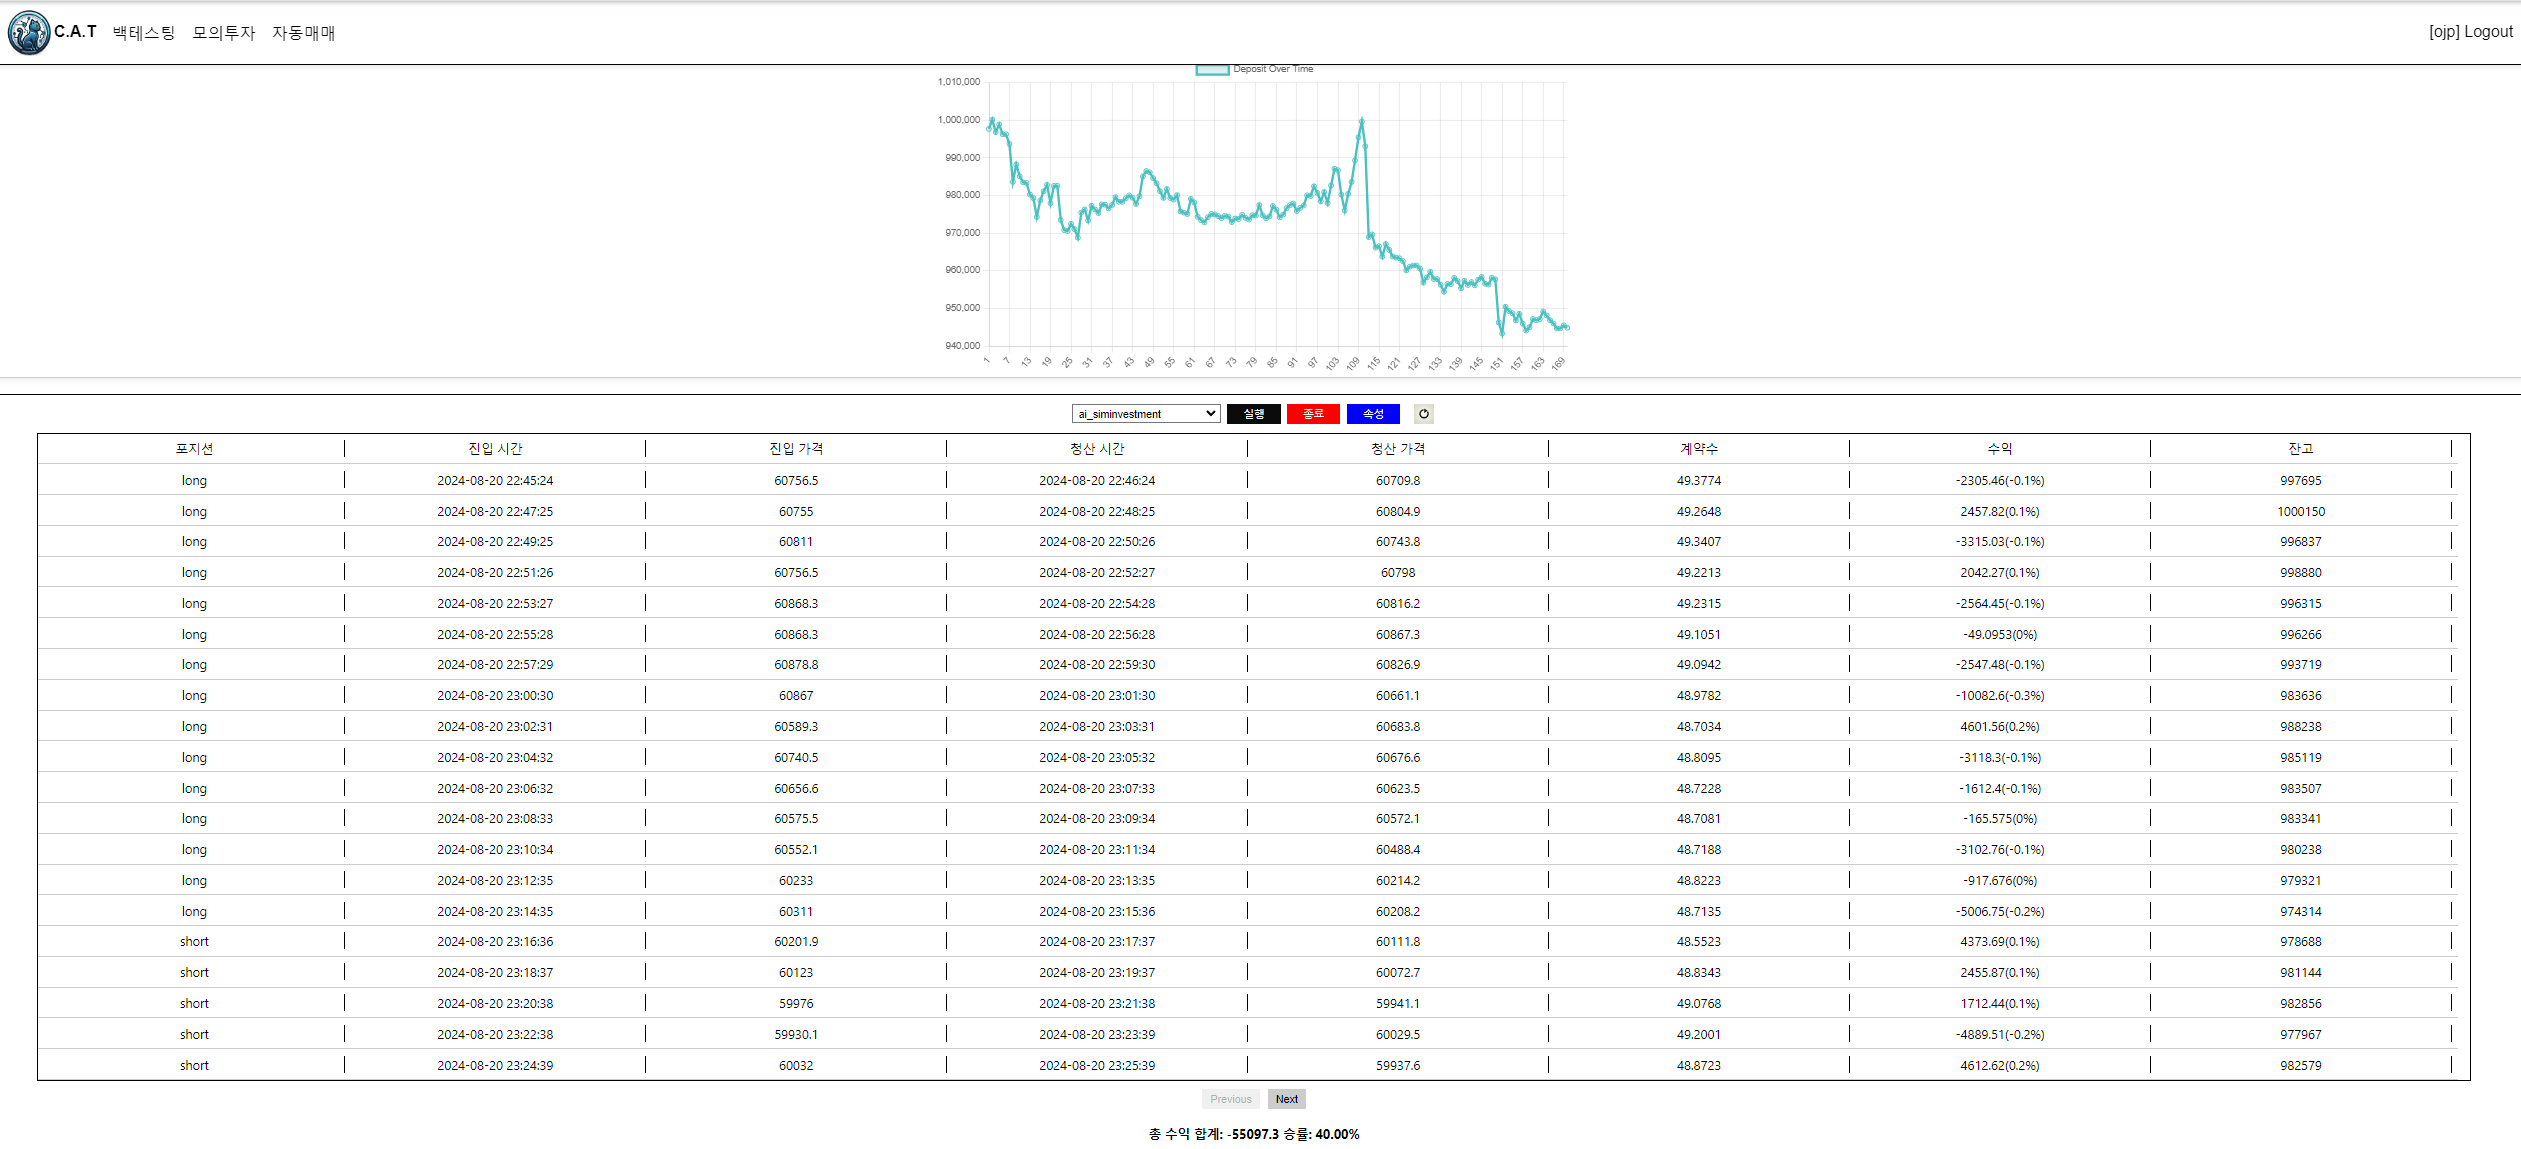 C.A.T 백테스팅 모의투자 자동매매 [ojp] Logout
Deposit Over Time
1,010,000
1,000,000
990,000
980,000
970,000
960,000
950,000
940,000
1 7 13 19 25 31 37 43 49 55 61 67 73 79 85 91 97 103 109 115 121 127 133 139 145 151 157 163 169
ai_siminvestment 실행 종료 속성
포지션 진입 시간 진입 가격 청산 시간 청산 가격 계약수 수익 잔고
long 2024-08-20 22:45:24 60756.5 2024-08-20 22:46:24 60709.8 49.3774 -2305.46(-0.1%) 997695
long 2024-08-20 22:47:25 60755 2024-08-20 22:48:25 60804.9 49.2648 2457.82(0.1%) 1000150
long 2024-08-20 22:49:25 60811 2024-08-20 22:50:26 60743.8 49.3407 -3315.03(-0.1%) 996837
long 2024-08-20 22:51:26 60756.5 2024-08-20 22:52:27 60798 49.2213 2042.27(0.1%) 998880
long 2024-08-20 22:53:27 60868.3 2024-08-20 22:54:28 60816.2 49.2315 -2564.45(-0.1%) 996315
long 2024-08-20 22:55:28 60868.3 2024-08-20 22:56:28 60867.3 49.1051 -49.0953(0%) 996266
long 2024-08-20 22:57:29 60878.8 2024-08-20 22:59:30 60826.9 49.0942 -2547.48(-0.1%) 993719
long 2024-08-20 23:00:30 60867 2024-08-20 23:01:30 60661.1 48.9782 -10082.6(-0.3%) 983636
long 2024-08-20 23:02:31 60589.3 2024-08-20 23:03:31 60683.8 48.7034 4601.56(0.2%) 988238
long 2024-08-20 23:04:32 60740.5 2024-08-20 23:05:32 60676.6 48.8095 -3118.3(-0.1%) 985119
long 2024-08-20 23:06:32 60656.6 2024-08-20 23:07:33 60623.5 48.7228 -1612.4(-0.1%) 983507
long 2024-08-20 23:08:33 60575.5 2024-08-20 23:09:34 60572.1 48.7081 -165.575(0%) 983341
long 2024-08-20 23:10:34 60552.1 2024-08-20 23:11:34 60488.4 48.7188 -3102.76(-0.1%) 980238
long 2024-08-20 23:12:35 60233 2024-08-20 23:13:35 60214.2 48.8223 -917.676(0%) 979321
long 2024-08-20 23:14:35 60311 2024-08-20 23:15:36 60208.2 48.7135 -5006.75(-0.2%) 974314
short 2024-08-20 23:16:36 60201.9 2024-08-20 23:17:37 60111.8 48.5523 4373.69(0.1%) 978688
short 2024-08-20 23:18:37 60123 2024-08-20 23:19:37 60072.7 48.8343 2455.87(0.1%) 981144
short 2024-08-20 23:20:38 59976 2024-08-20 23:21:38 59941.1 49.0768 1712.44(0.1%) 982856
short 2024-08-20 23:22:38 59930.1 2024-08-20 23:23:39 60029.5 49.2001 -4889.51(-0.2%) 977967
short 2024-08-20 23:24:39 60032 2024-08-20 23:25:39 59937.6 48.8723 4612.62(0.2%) 982579
Previous Next
총 수익 합계: -55097.3 승률: 40.00%